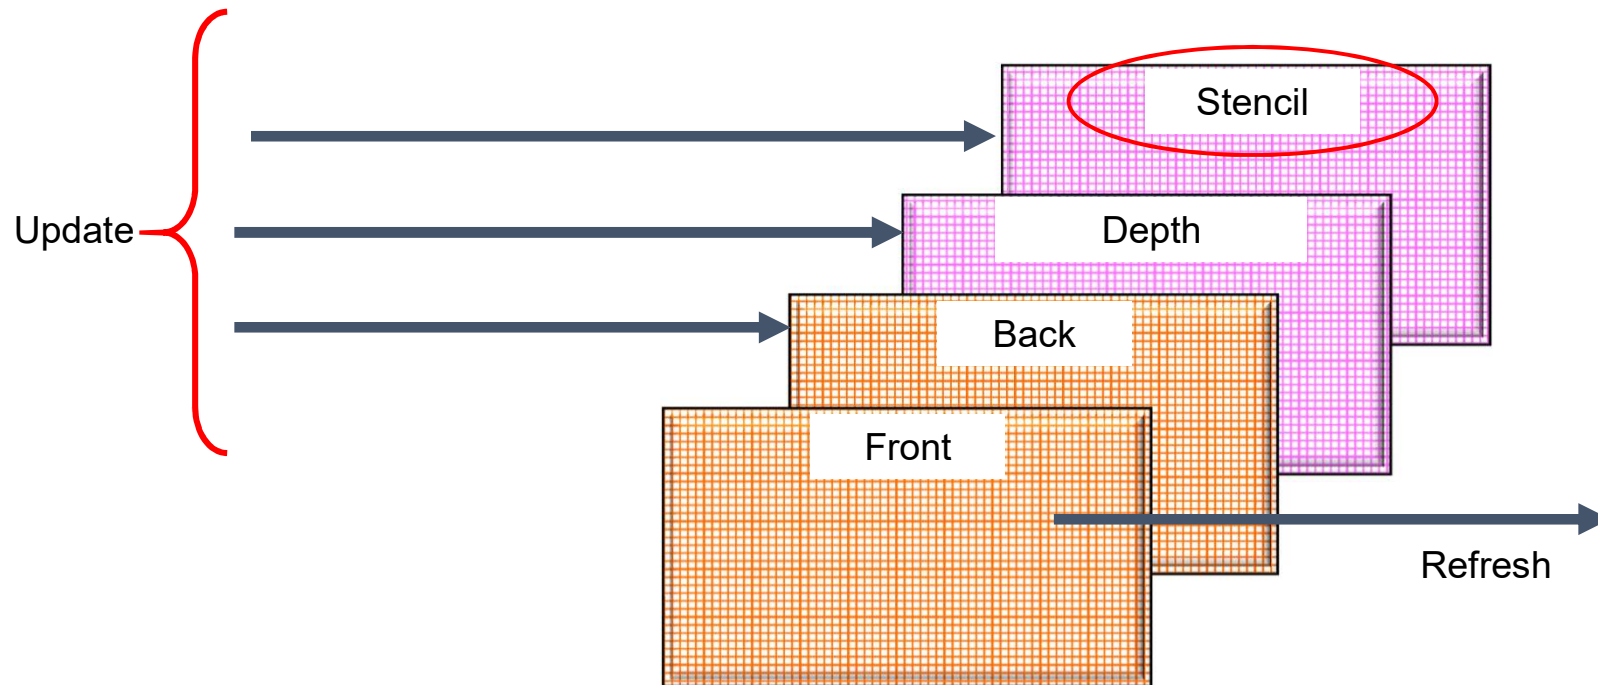 Stencil
Update
Depth
Back
Front
Refresh